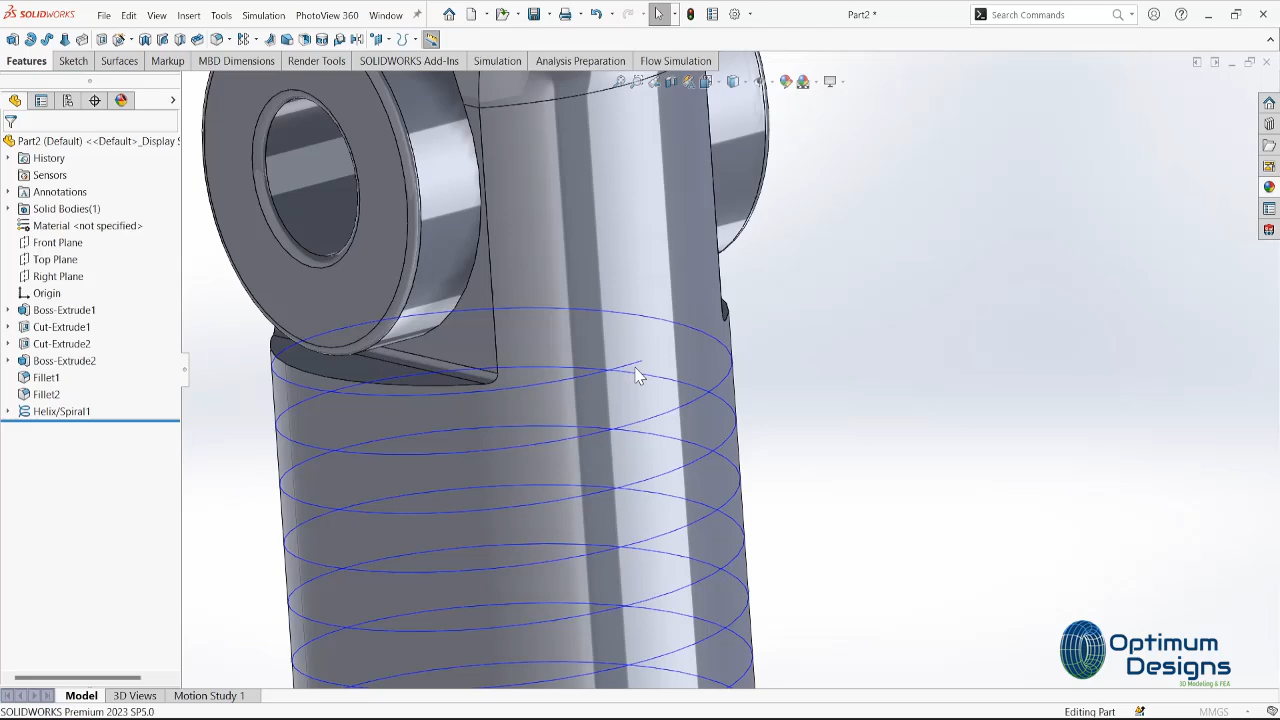 SOLIDWORKS
File Edit View Insert Tools Simulation PhotoView 360 Window
Part2 *
Search Commands
Features Sketch Surfaces Markup MBD Dimensions Render Tools SOLIDWORKS Add-Ins Simulation Analysis Preparation Flow Simulation
Part2 (Default) <<Default>_Display S
History
Sensors
Annotations
Solid Bodies(1)
Material <not specified>
Front Plane
Top Plane
Right Plane
Origin
Boss-Extrude1
Cut-Extrude1
Cut-Extrude2
Boss-Extrude2
Fillet1
Fillet2
Helix/Spiral1
Optimum
Designs
3D Modeling & FEA
Model 3D Views Motion Study 1
SOLIDWORKS Premium 2023 SP5.0
Editing Part
MMGS